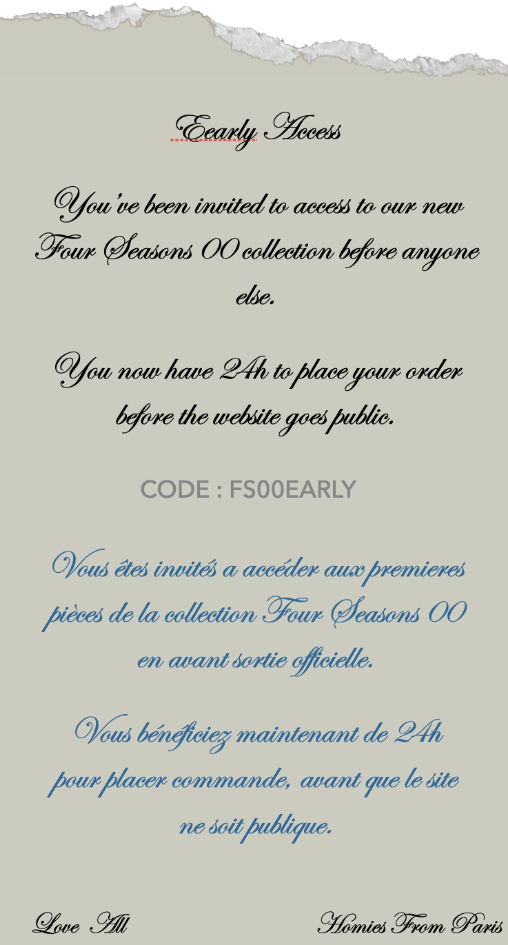 Eearly Access
You've been invited to access to our new
Four Seasons 00 collection before anyone
else.
You now have 24h to place your order
before the website goes public.
CODE : FS00EARLY
Vous êtes invités a accéder aux premieres
pièces de la collection Four Seasons 00
en avant sortie officielle.
Vous bénéficiez maintenant de 24h
pour placer commande, avant que le site
ne soit publique.
Love All
Homies From Paris